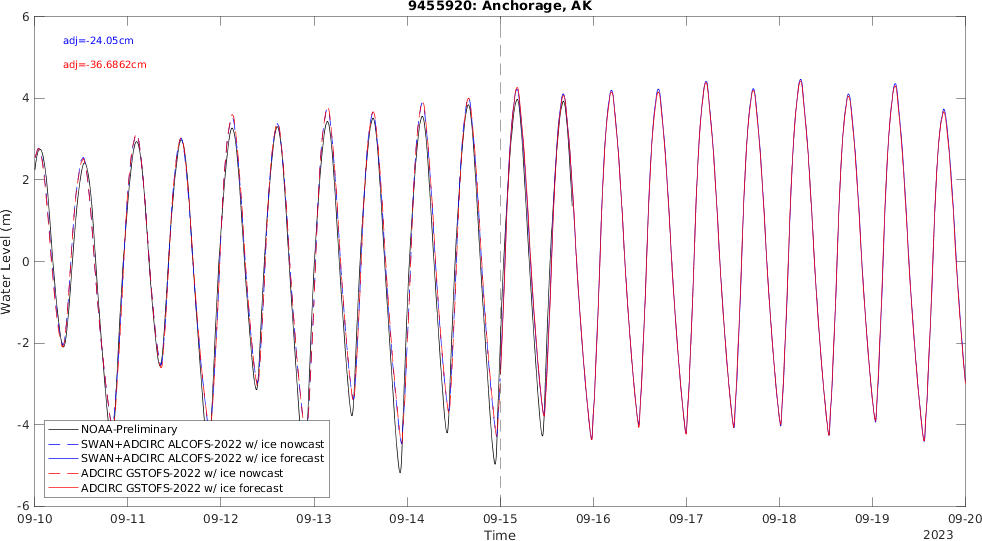 9455920: Anchorage, AK
6
adj=-24.05cm
adj=-36.6862cm
4
2
0
-2
-4
-6
Water Level (m)
NOAA-Preliminary
SWAN+ADCIRC ALCOFS-2022 w/ ice nowcast
SWAN+ADCIRC ALCOFS-2022 w/ ice forecast
ADCIRC GSTOFS-2022 w/ ice nowcast
ADCIRC GSTOFS-2022 w/ ice forecast
09-10 09-11 09-12 09-13 09-14 09-15 09-16 09-17 09-18 09-19 09-20
Time
2023